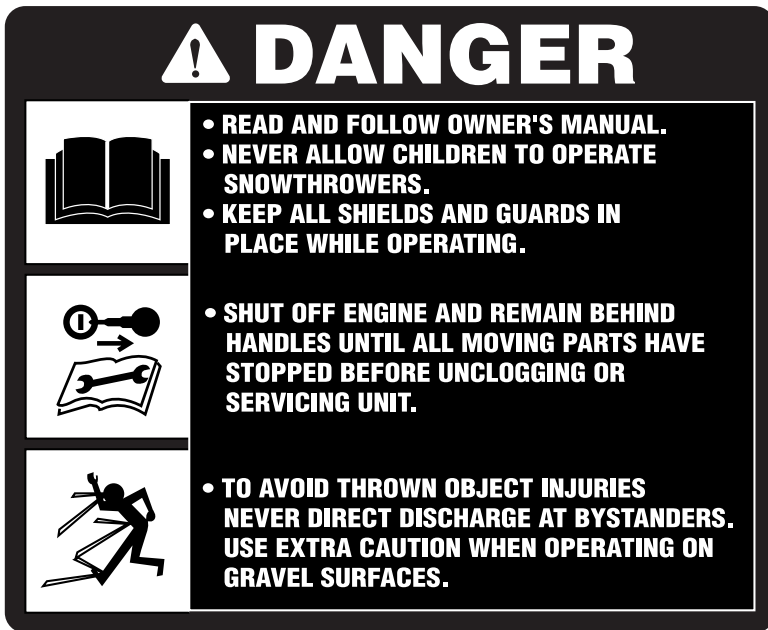 DANGER
• READ AND FOLLOW OWNER'S MANUAL.
• NEVER ALLOW CHILDREN TO OPERATE
SNOWTHROWERS.
• KEEP ALL SHIELDS AND GUARDS IN
PLACE WHILE OPERATING.
• SHUT OFF ENGINE AND REMAIN BEHIND
HANDLES UNTIL ALL MOVING PARTS HAVE
STOPPED BEFORE UNCLOGGING OR
SERVICING UNIT.
• TO AVOID THROWN OBJECT INJURIES
NEVER DIRECT DISCHARGE AT BYSTANDERS.
USE EXTRA CAUTION WHEN OPERATING ON
GRAVEL SURFACES.